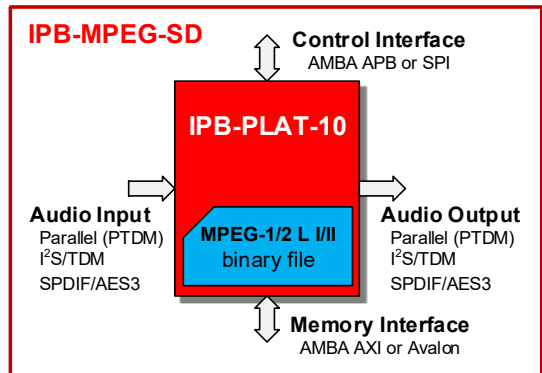 IPB-MPEG-SD
Control Interface
AMBA APB or SPI
IPB-PLAT-10
Audio Input
Parallel (PTDM)
I²S/TDM
SPDIF/AES3
MPEG-1/2 L I/II
binary file
Audio Output
Parallel (PTDM)
I²S/TDM
SPDIF/AES3
Memory Interface
AMBA AXI or Avalon